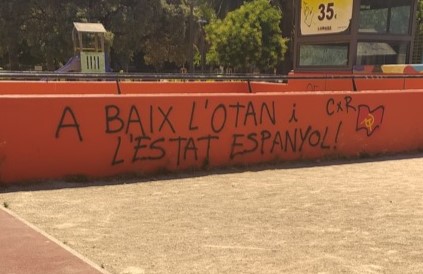 35€
A BAIX L'OTAN i CxR
L'ESTAT ESPANYOL!